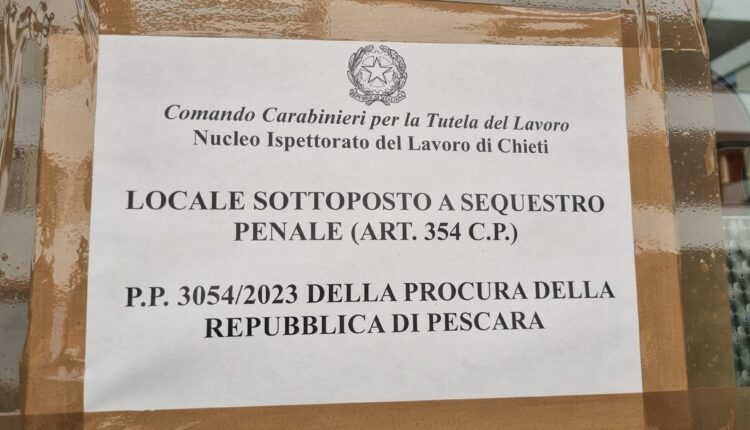 Comando Carabinieri per la Tutela del Lavoro
Nucleo Ispettorato del Lavoro di Chieti
LOCALE SOTTOPOSTO A SEQUESTRO
PENALE (ART. 354 C.P.)
P.P. 3054/2023 DELLA PROCURA DELLA
REPUBBLICA DI PESCARA